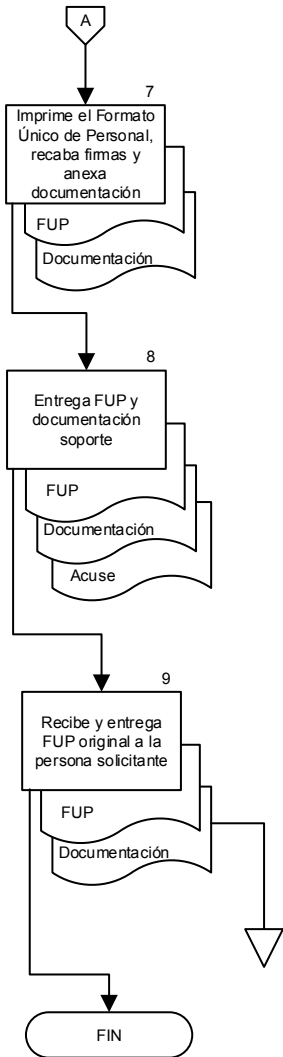 A
7
Imprime el Formato
Único de Personal,
recaba firmas y
anexa
documentación
FUP
Documentación
8
Entrega FUP y
documentación
soporte
FUP
Documentación
Acuse
9
Recibe y entrega
FUP original a la
persona solicitante
FUP
Documentación
FIN